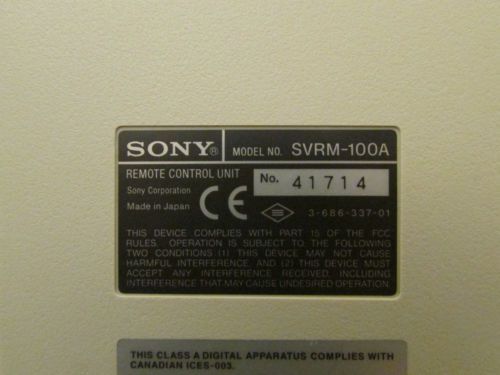 SONY® MODEL NO. SVRM-100A
REMOTE CONTROL UNIT
No. 41714
Sony Corporation
Made in Japan
CE
3-686-337-01
THIS DEVICE COMPLIES WITH PART 15 OF THE FCC
RULES. OPERATION IS SUBJECT TO THE FOLLOWING
TWO CONDITIONS (1) THIS DEVICE MAY NOT CAUSE
HARMFUL INTERFERENCE, AND (2) THIS DEVICE MUST
ACCEPT ANY INTERFERENCE RECEIVED, INCLUDING
INTERFERENCE THAT MAY CAUSE UNDESIRED OPERATION.
THIS CLASS A DIGITAL APPARATUS COMPLIES WITH
CANADIAN ICES-003.